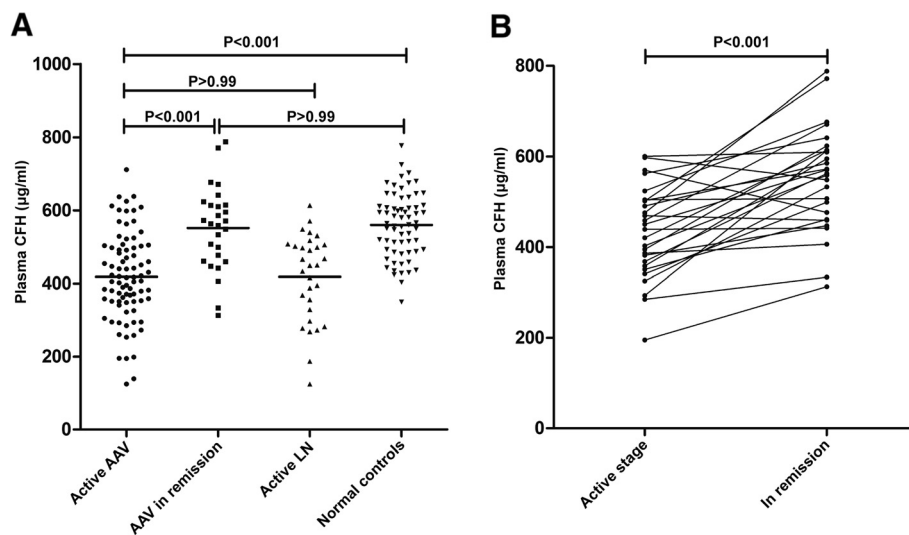 A
P<0.001
P>0.99
P<0.001 P>0.99
Plasma CFH (μg/ml)
1000
800
600
400
200
0
Active AAV
AAV in remission
Active LN
Normal controls
B
P<0.001
Plasma CFH (μg/ml)
800
600
400
200
0
Active stage
In remission